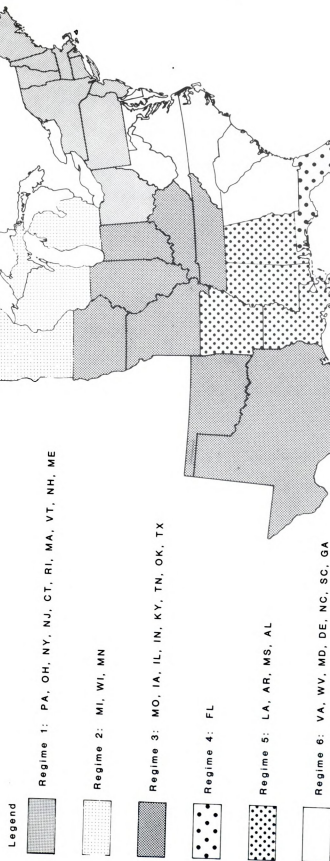 Legend
Regime 1: PA, OH, NY, NJ, CT, RI, MA, VT, NH, ME
Regime 2: MI, WI, MN
Regime 3: MO, IA, IL, IN, KY, TN, OK, TX
Regime 4: FL
Regime 5: LA, AR, MS, AL
Regime 6: VA, WV, MD, DE, NC, SC, GA